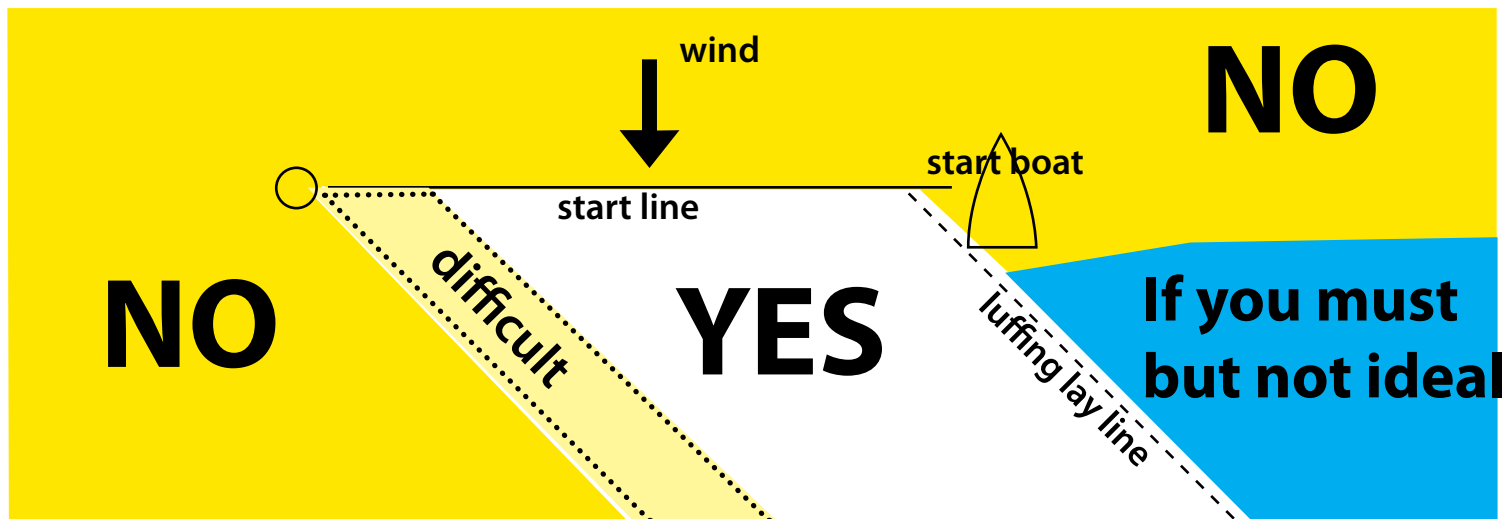 wind
NO
start boat
start line
difficult
NO
YES
luffing lay line
If you must
but not ideal